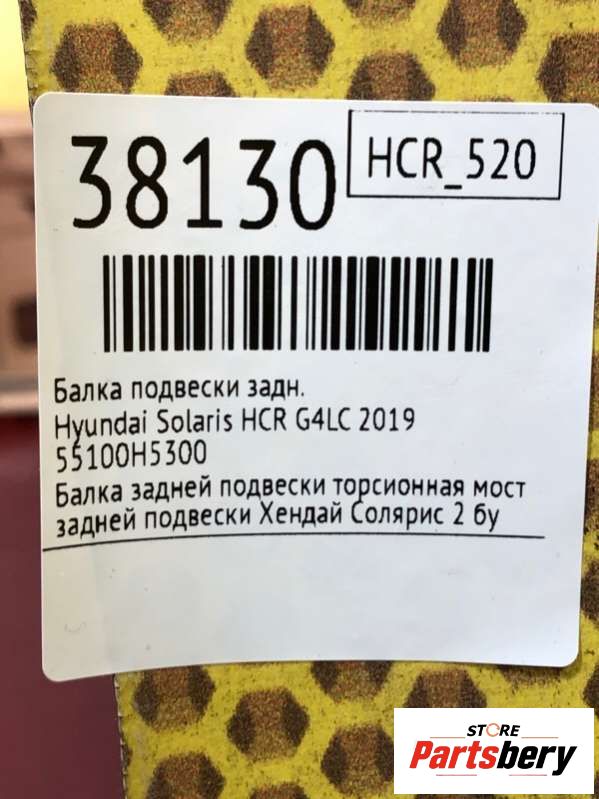 38130
HCR_520
Балка подвески задн.
Hyundai Solaris HCR G4LC 2019
55100H5300
Балка задней подвески торсионная мост
задней подвески Хендай Солярис 2 бу
STORE
Partsbery